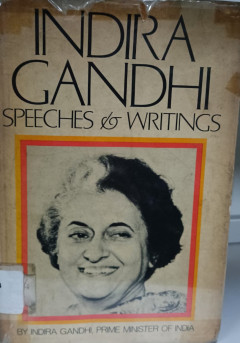 INDIRA
GANDHI
SPEECHES & WRITINGS
BY INDIRA GANDHI, PRIME MINISTER OF INDIA